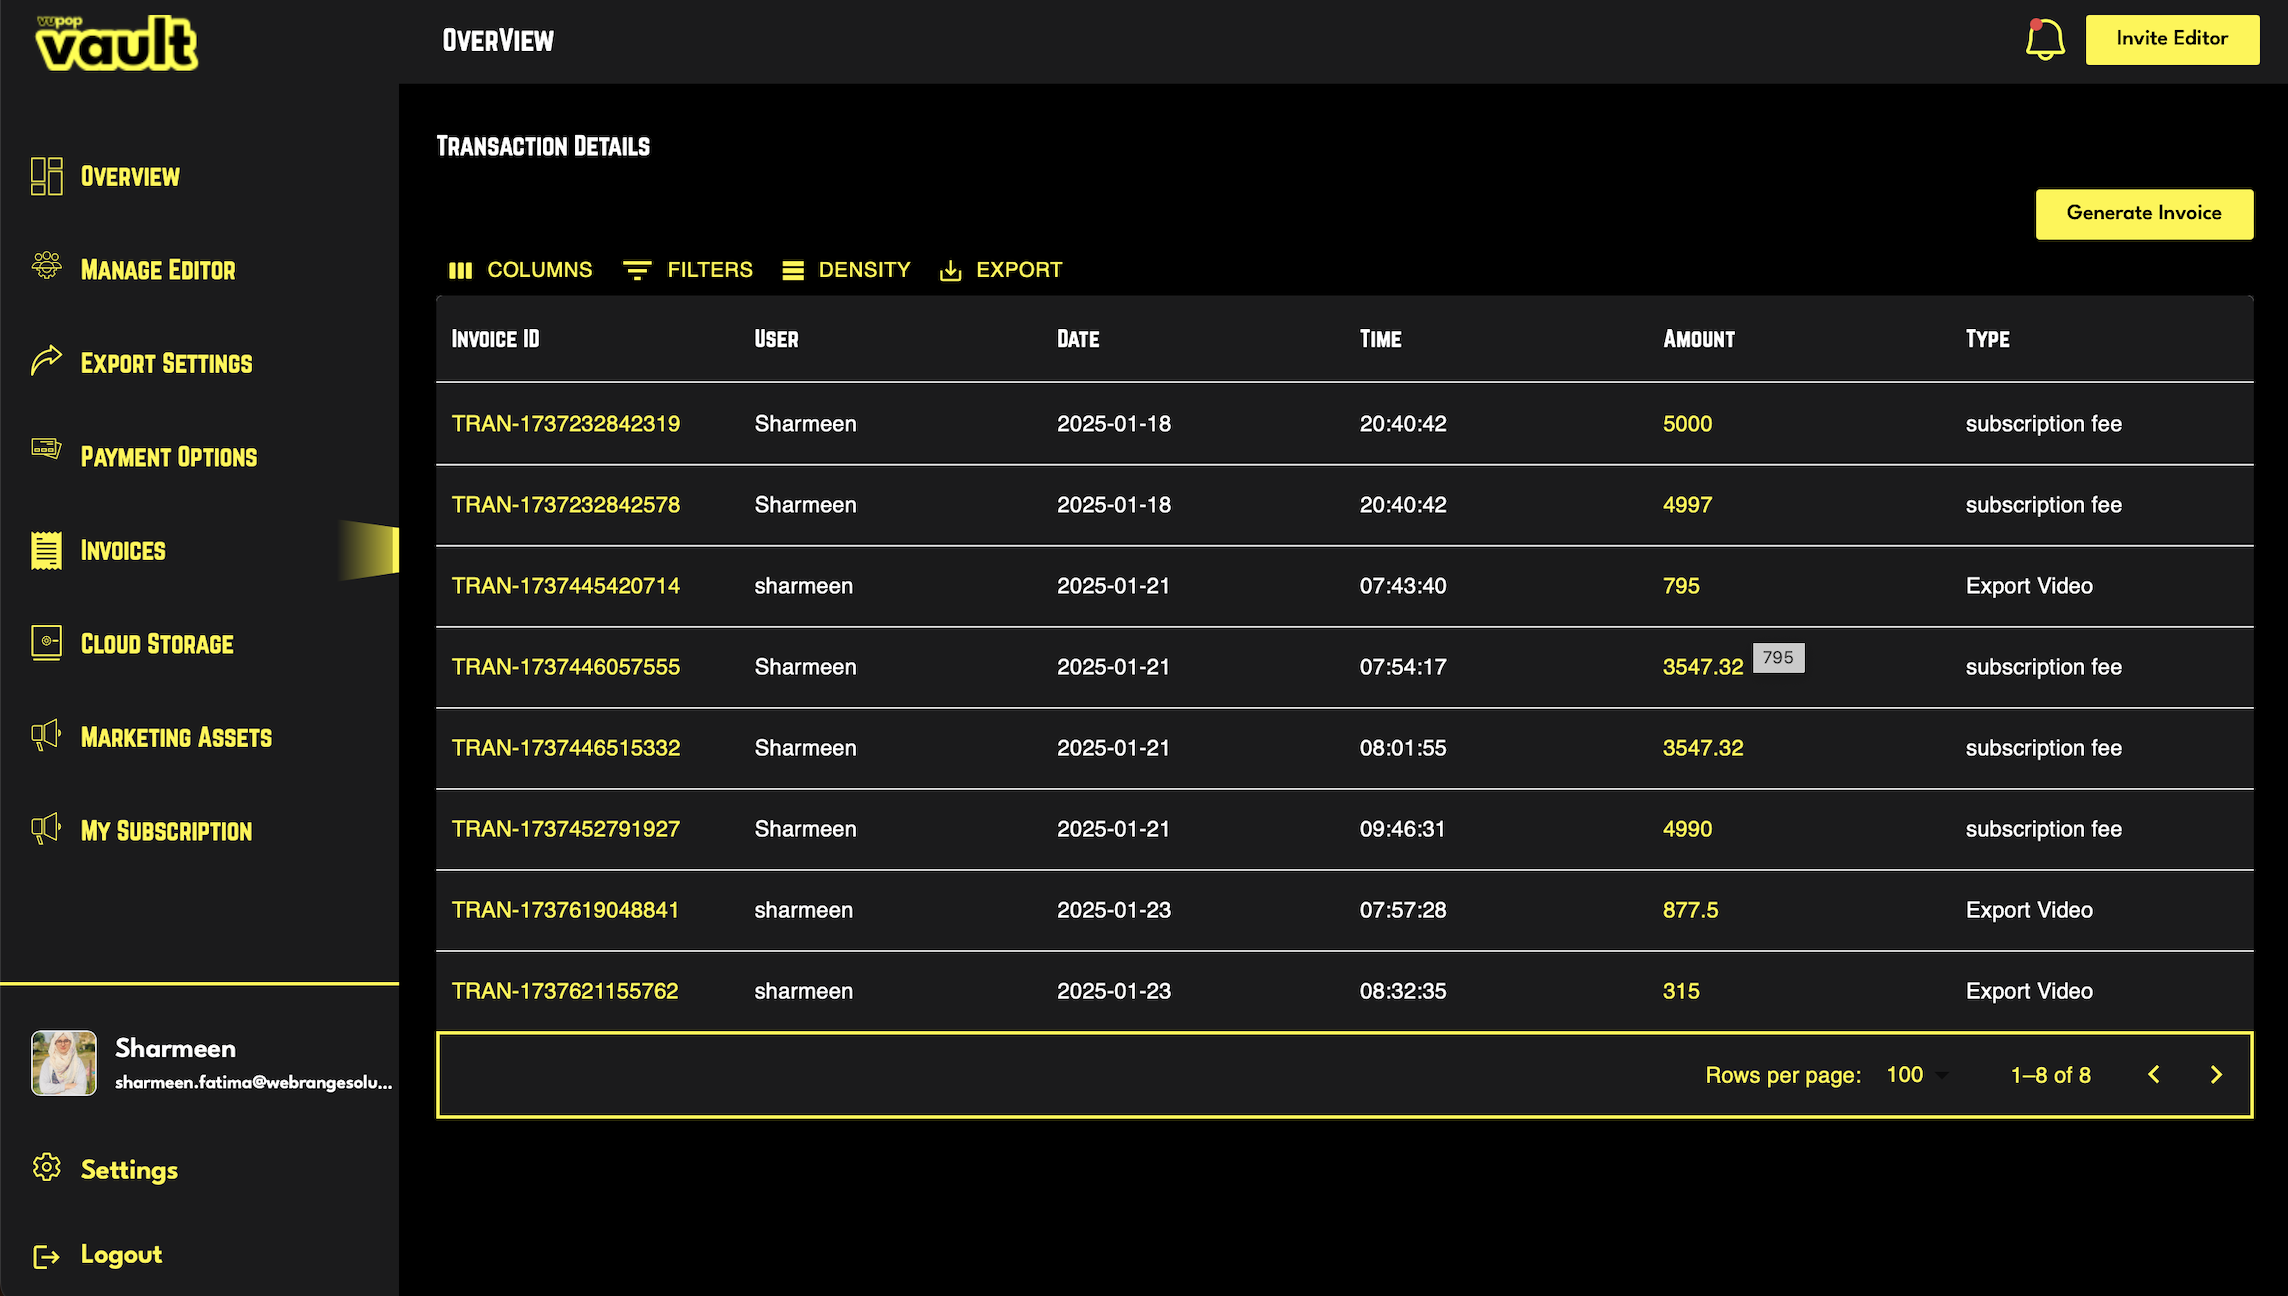 vupop
vault
OverView
Invite Editor
Overview
Manage Editor
Export Settings
Payment Options
Invoices
Cloud Storage
Marketing Assets
My Subscription
Sharmeen
sharmeen.fatima@webrangesolu...
Settings
Logout
Transaction Details
Generate Invoice
COLUMNS FILTERS DENSITY EXPORT
Invoice ID User Date Time Amount Type
TRAN-1737232842319 Sharmeen 2025-01-18 20:40:42 5000 subscription fee
TRAN-1737232842578 Sharmeen 2025-01-18 20:40:42 4997 subscription fee
TRAN-1737445420714 sharmeen 2025-01-21 07:43:40 795 Export Video
TRAN-1737446057555 Sharmeen 2025-01-21 07:54:17 3547.32 795 subscription fee
TRAN-1737446515332 Sharmeen 2025-01-21 08:01:55 3547.32 subscription fee
TRAN-1737452791927 Sharmeen 2025-01-21 09:46:31 4990 subscription fee
TRAN-1737619048841 sharmeen 2025-01-23 07:57:28 877.5 Export Video
TRAN-1737621155762 sharmeen 2025-01-23 08:32:35 315 Export Video
Rows per page: 100 1–8 of 8